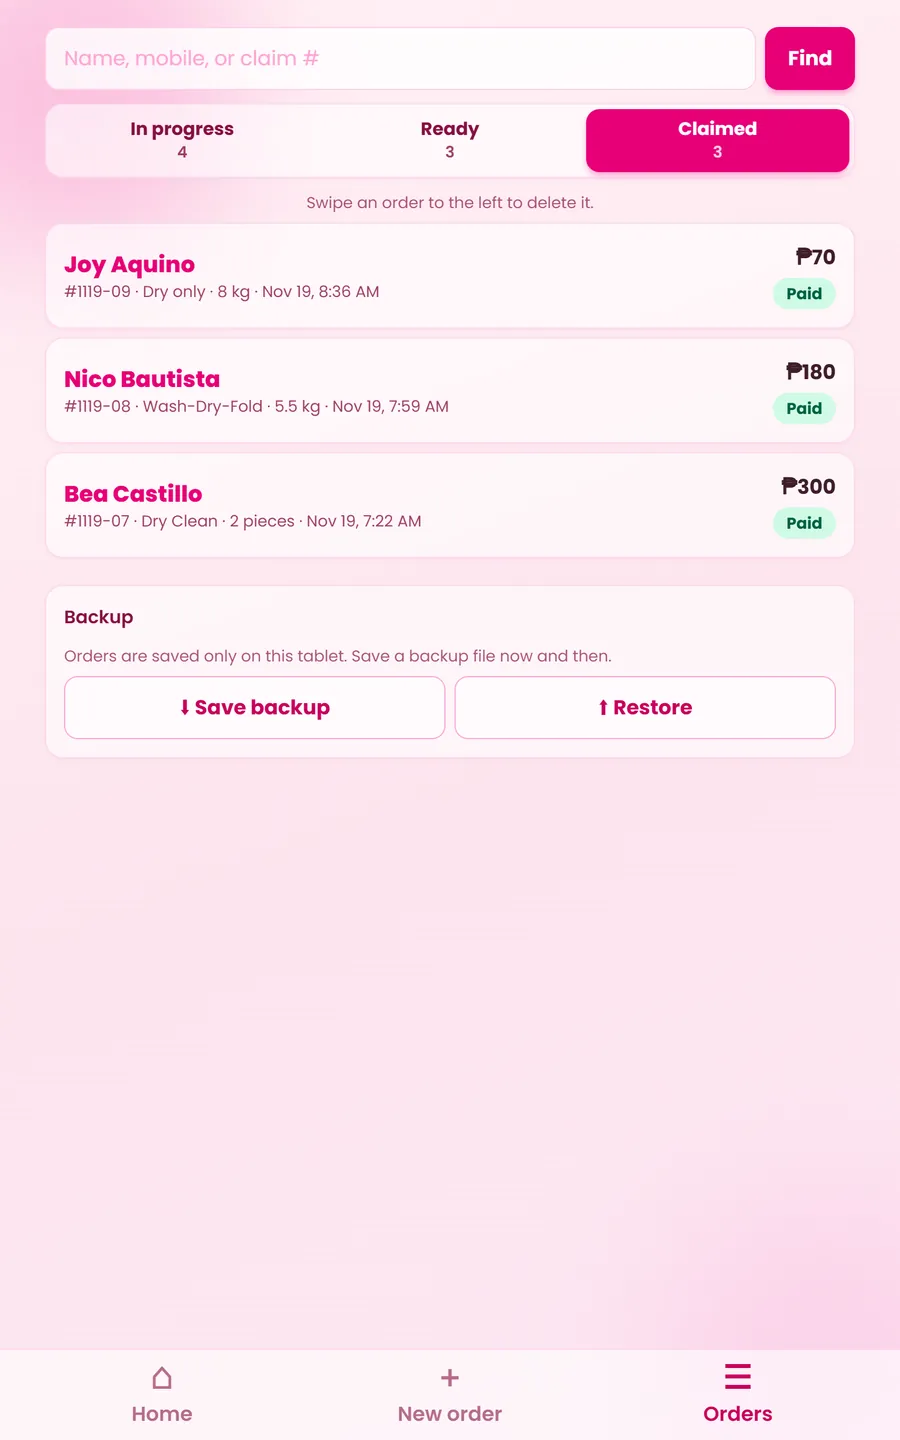 Name, mobile, or claim #
Find
In progress
4
Ready
3
Claimed
3
Swipe an order to the left to delete it.
Joy Aquino
#1119-09 · Dry only · 8 kg · Nov 19, 8:36 AM
₱70
Paid
Nico Bautista
#1119-08 · Wash-Dry-Fold · 5.5 kg · Nov 19, 7:59 AM
₱180
Paid
Bea Castillo
#1119-07 · Dry Clean · 2 pieces · Nov 19, 7:22 AM
₱300
Paid
Backup
Orders are saved only on this tablet. Save a backup file now and then.
⬇ Save backup
⬆ Restore
Home
New order
Orders